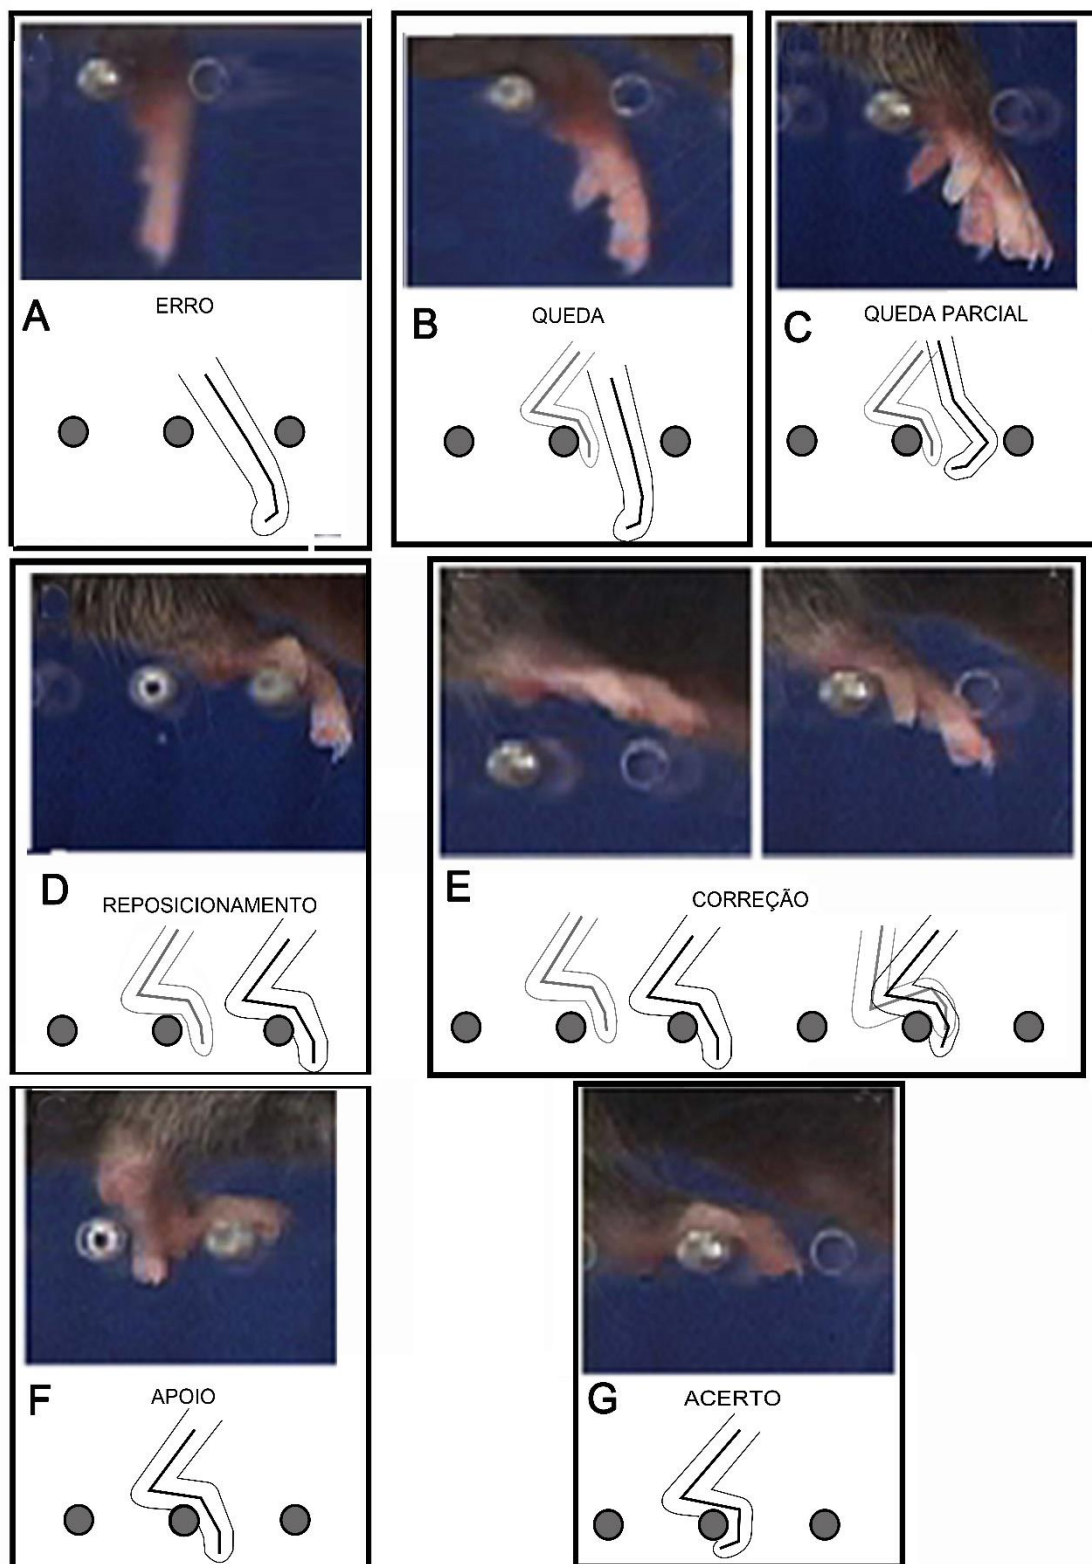 ERRO
A
QUEDA
B
QUEDA PARCIAL
C
D
REPOSICIONAMENTO
E
CORREÇÃO
F
APOIO
G
ACERTO